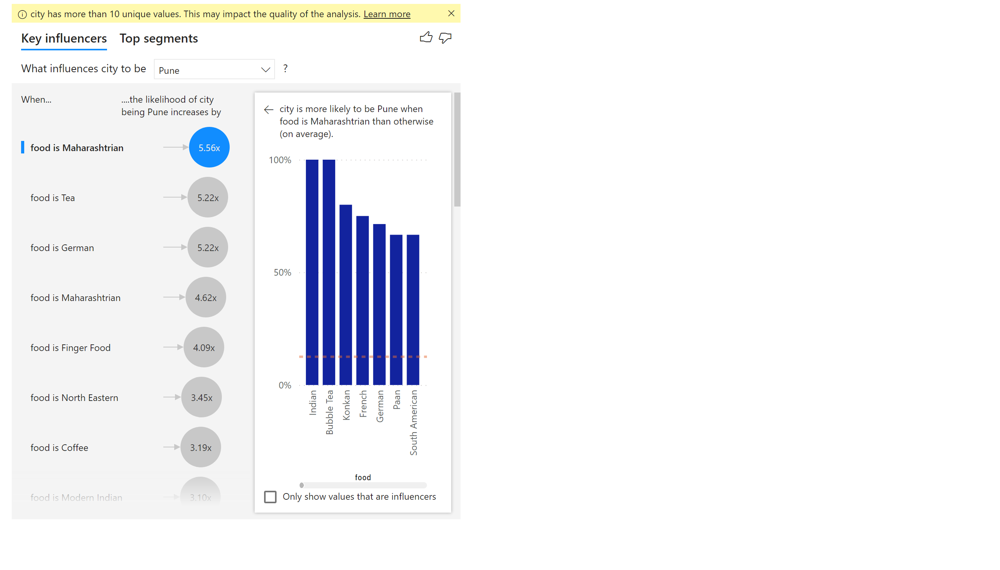 city has more than 10 unique values. This may impact the quality of the analysis. Learn more
Key influencers Top segments
What influences city to be Pune ?
When...
....the likelihood of city
being Pune increases by
food is Maharashtrian 5.56x
food is Tea 5.22x
food is German 5.22x
food is Maharashtrian 4.62x
food is Finger Food 4.09x
food is North Eastern 3.45x
food is Coffee 3.19x
food is Modern Indian 3.10x
city is more likely to be Pune when
food is Maharashtrian than otherwise
(on average).
100%
50%
0%
Indian
Bubble Tea
Konkan
French
German
Paan
South American
food
Only show values that are influencers